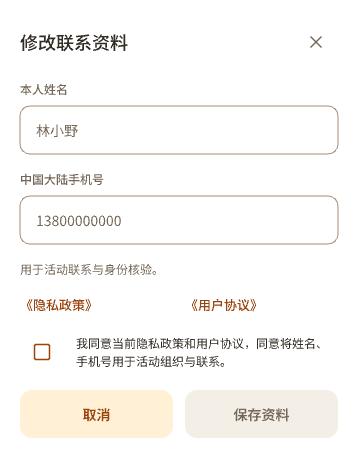 修改联系资料
本人姓名
林小野
中国大陆手机号
13800000000
用于活动联系与身份核验。
《隐私政策》 《用户协议》
我同意当前隐私政策和用户协议，同意将姓名、
手机号用于活动组织与联系。
取消 保存资料